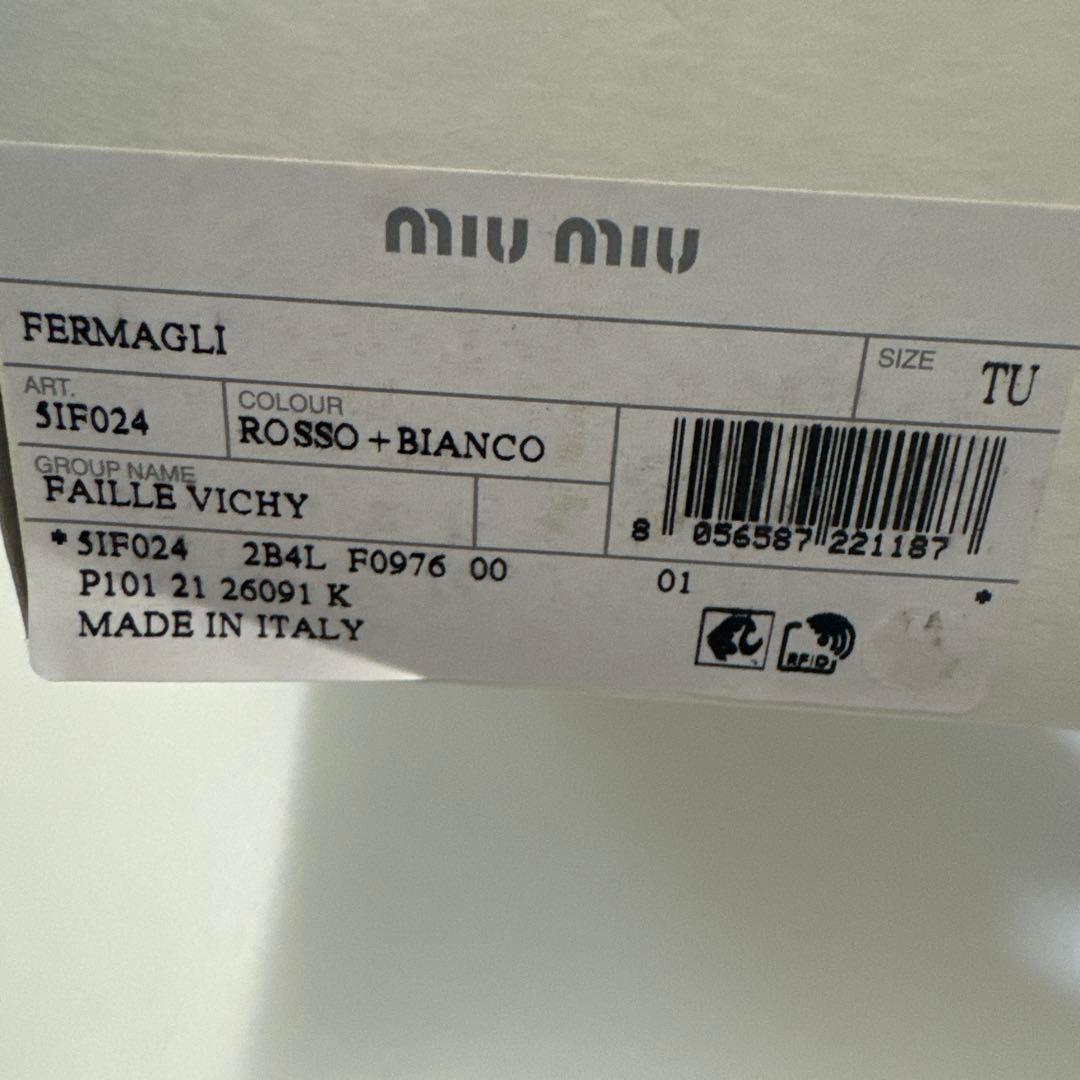 miu miu
FERMAGLI
SIZE TU
ART.
5IF024
COLOUR
ROSSO + BIANCO
GROUP NAME
FAILLE VICHY
8 056587 221187
* 5IF024 2B4L F0976 00 01 *
P101 21 26091 K
MADE IN ITALY
RFID